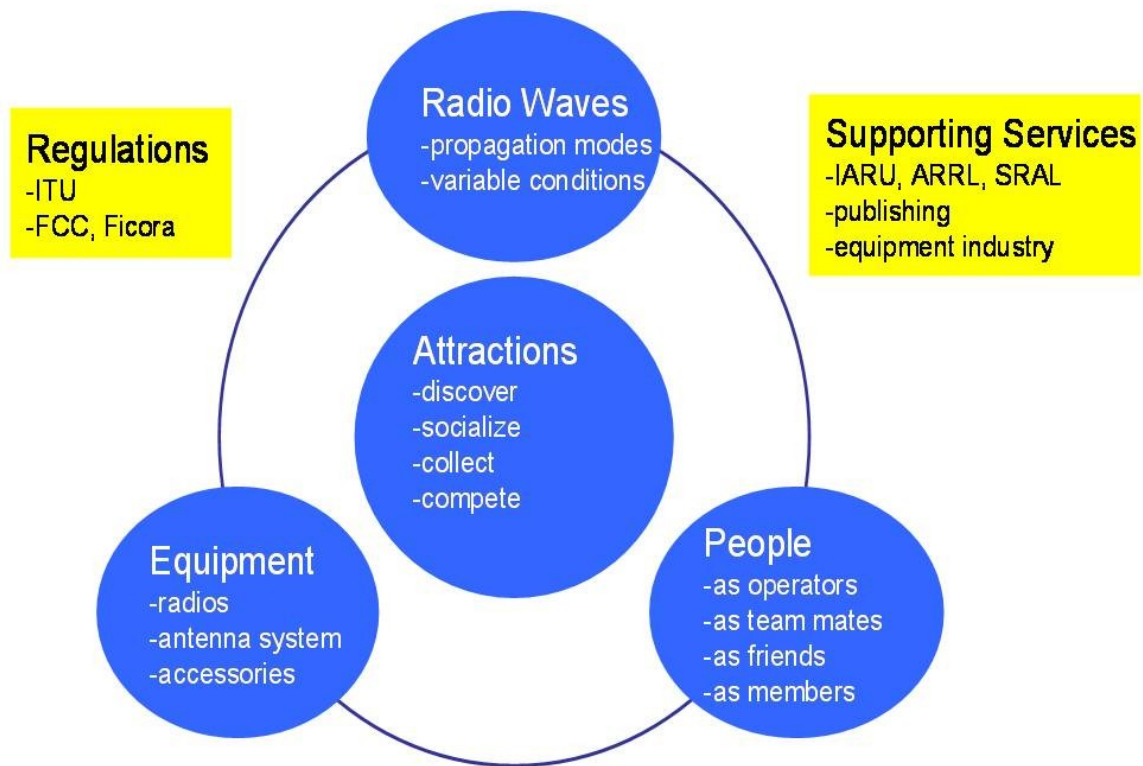 Radio Waves
-propagation modes
-variable conditions
Regulations
-ITU
-FCC, Ficora
Supporting Services
-IARU, ARRL, SRAL
-publishing
-equipment industry
Attractions
-discover
-socialize
-collect
-compete
Equipment
-radios
-antenna system
-accessories
People
-as operators
-as team mates
-as friends
-as members